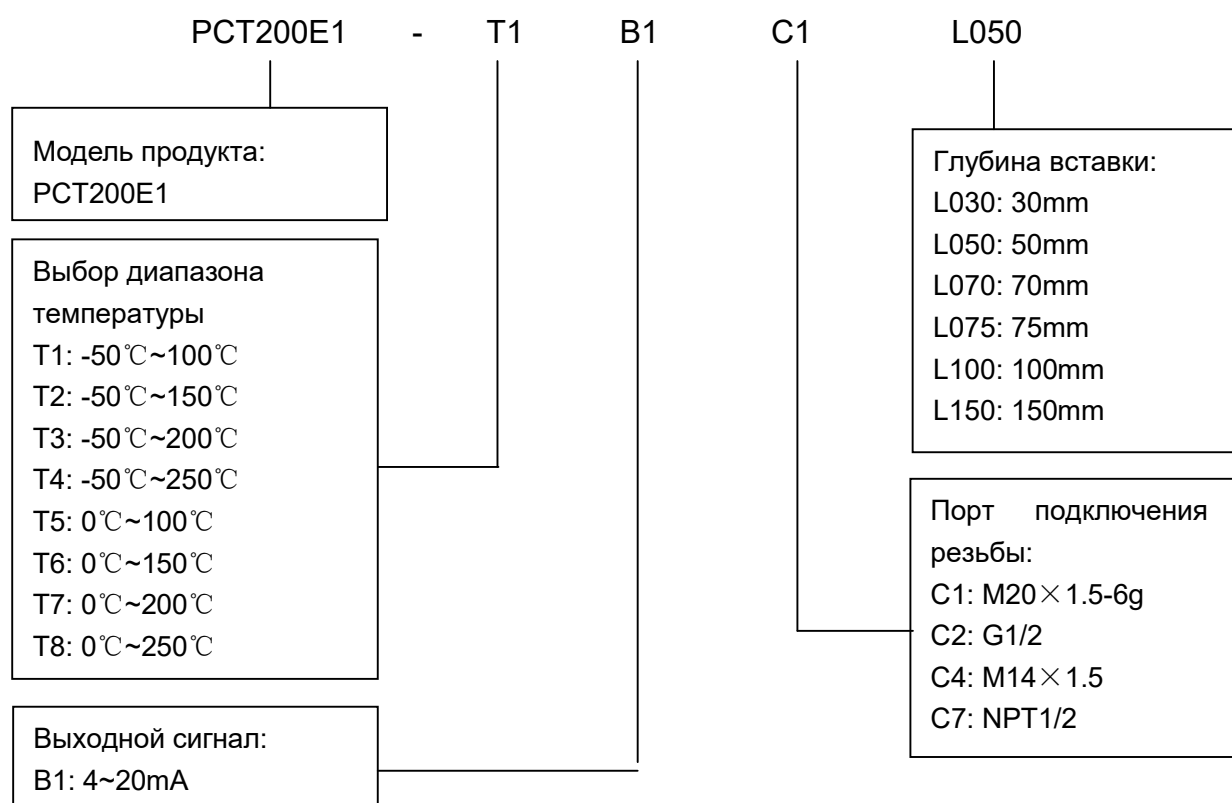 PCT200E1 - T1 B1 C1 L050
Модель продукта:
PCT200E1
Выбор диапазона
температуры
T1: -50℃~100℃
T2: -50℃~150℃
T3: -50℃~200℃
T4: -50℃~250℃
T5: 0℃~100℃
T6: 0℃~150℃
T7: 0℃~200℃
T8: 0℃~250℃
Выходной сигнал:
B1: 4~20mA
Глубина вставки:
L030: 30mm
L050: 50mm
L070: 70mm
L075: 75mm
L100: 100mm
L150: 150mm
Порт подключения
резьбы:
C1: M20×1.5-6g
C2: G1/2
C4: M14×1.5
C7: NPT1/2